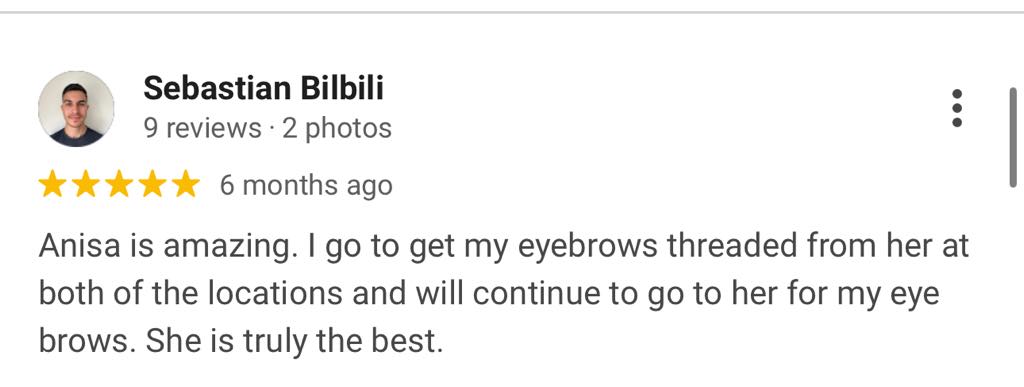 Sebastian Bilbili
9 reviews · 2 photos
6 months ago
Anisa is amazing. I go to get my eyebrows threaded from her at
both of the locations and will continue to go to her for my eye
brows. She is truly the best.